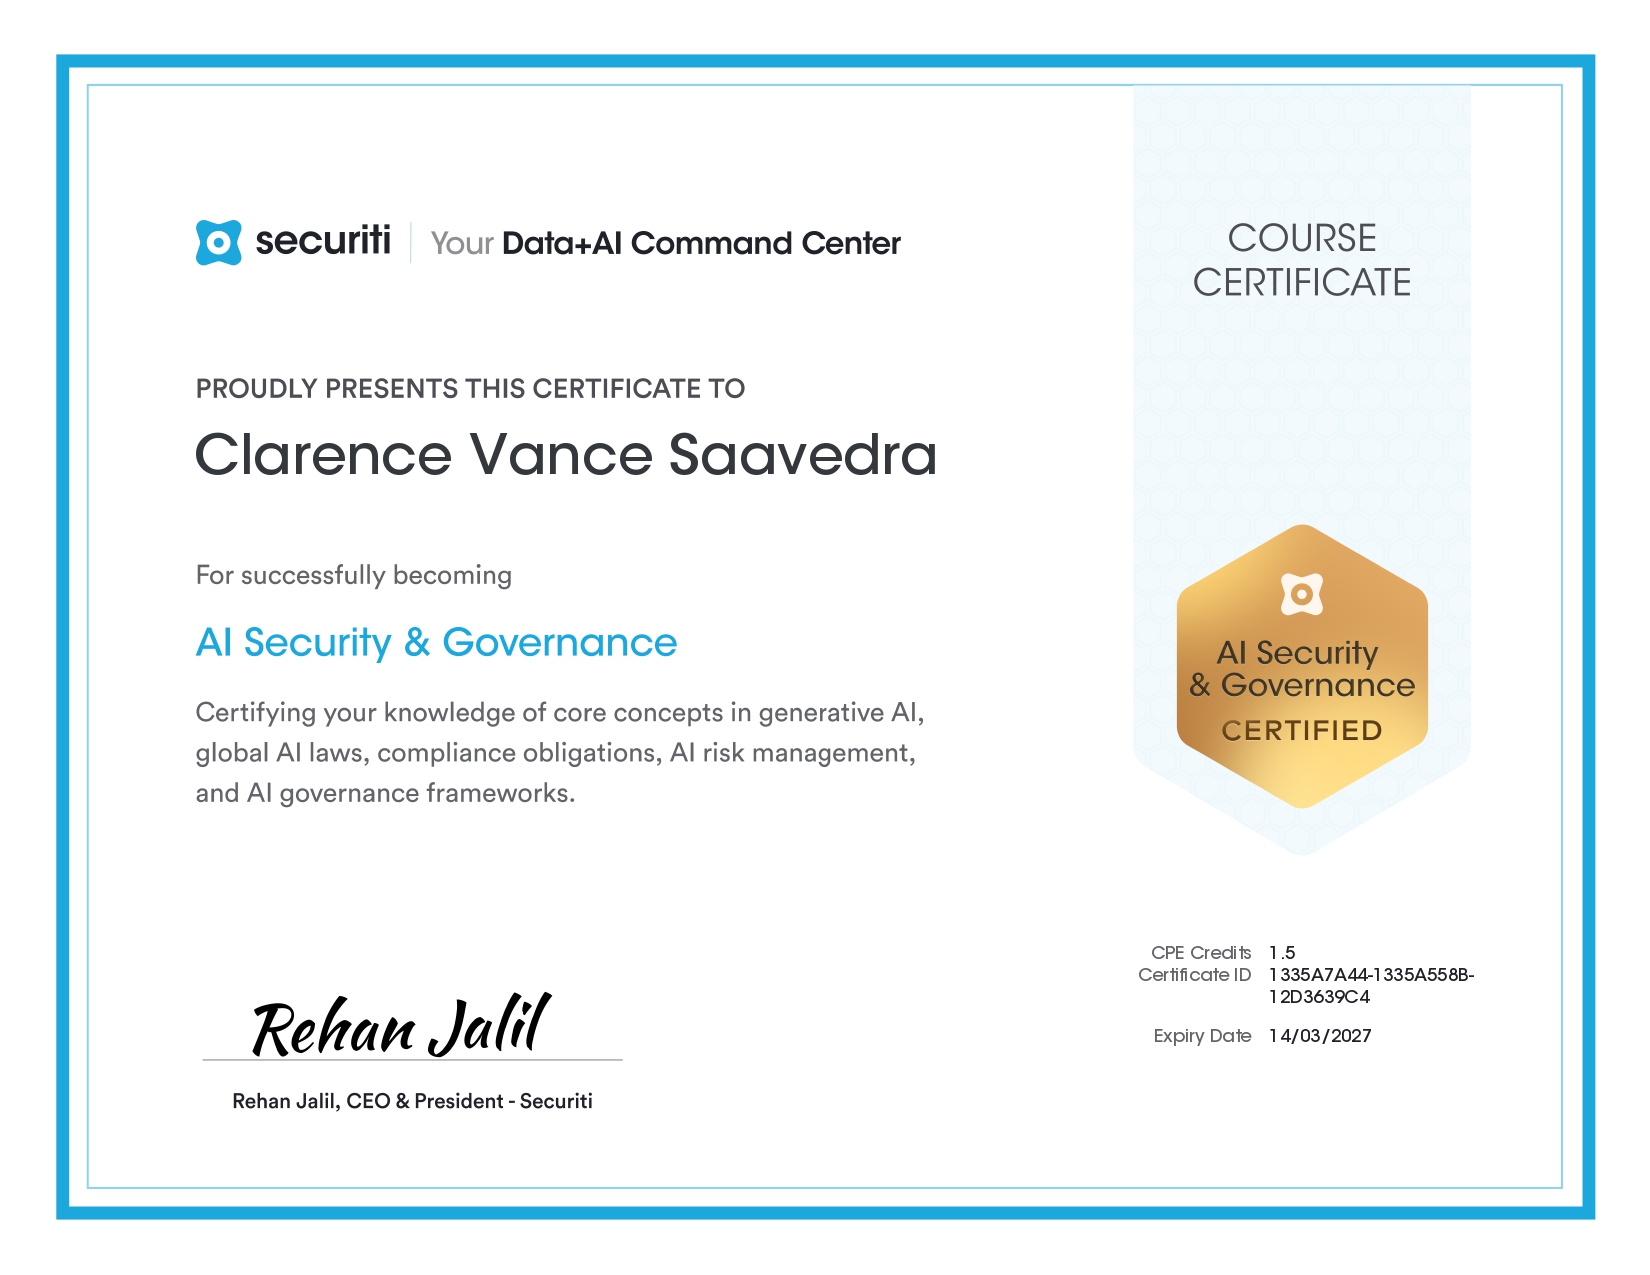 securiti Your Data+AI Command Center
COURSE
CERTIFICATE
PROUDLY PRESENTS THIS CERTIFICATE TO
Clarence Vance Saavedra
For successfully becoming
AI Security & Governance
Certifying your knowledge of core concepts in generative AI,
global AI laws, compliance obligations, AI risk management,
and AI governance frameworks.
AI Security
& Governance
CERTIFIED
CPE Credits 1.5
Certificate ID 1335A7A44-1335A558B-
12D3639C4
Expiry Date 14/03/2027
Rehan Jalil
Rehan Jalil, CEO & President - Securiti